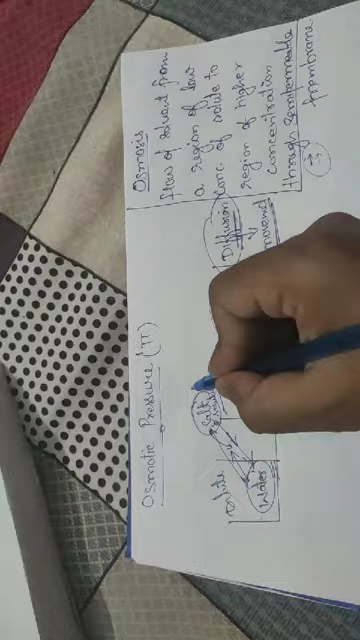 Osmotic Pressure (π)
Solute
Water
Salt
Diffusion
Osmosis
flow of solvent from
a region of low
conc. of solute to
region of higher
concentration
through semipermeable
membrane